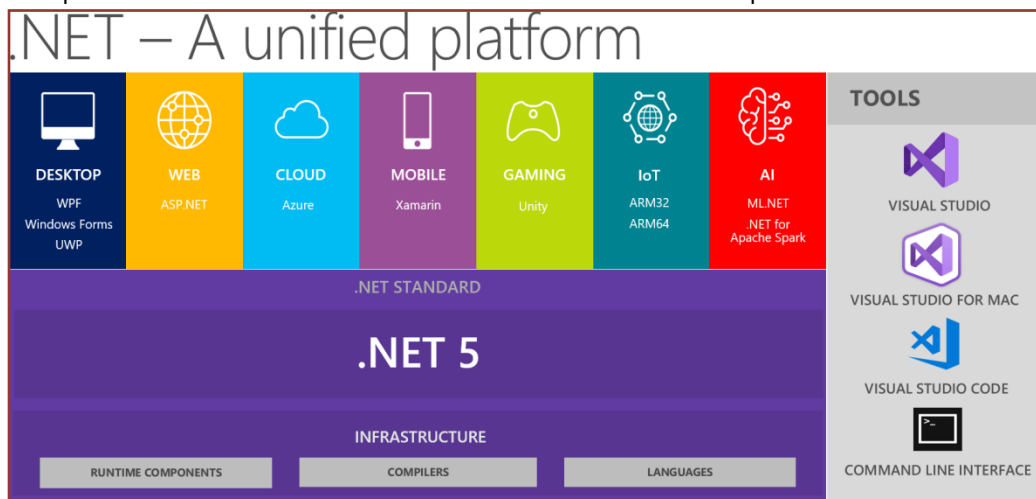 .NET – A unified platform
DESKTOP
WPF
Windows Forms
UWP
WEB
ASP.NET
CLOUD
Azure
MOBILE
Xamarin
GAMING
Unity
IoT
ARM32
ARM64
AI
ML.NET
.NET for
Apache Spark
.NET STANDARD
.NET 5
INFRASTRUCTURE
RUNTIME COMPONENTS
COMPILERS
LANGUAGES
TOOLS
VISUAL STUDIO
VISUAL STUDIO FOR MAC
VISUAL STUDIO CODE
>_
COMMAND LINE INTERFACE